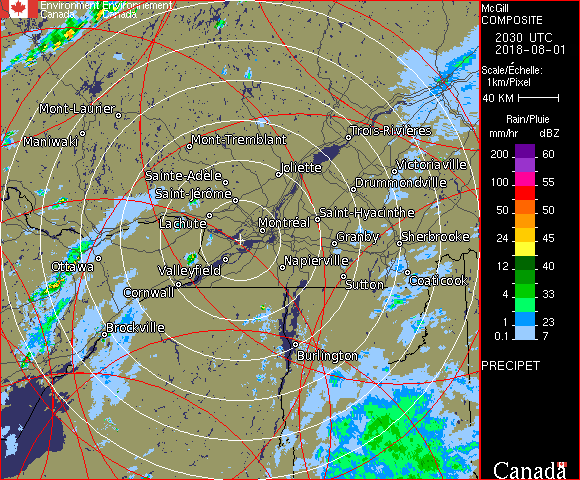 Environment Environnement
Canada Canada
McGill
COMPOSITE
2030 UTC
2018-08-01
Scale/Échelle:
1km/Pixel
40 KM
Rain/Pluie
mm/hr dBZ
200 60
100 55
50 50
24 45
12 40
4 33
1 23
0.1 7
PRECIPET
Canada
Mont-Laurier
Maniwaki
Mont-Tremblant
Trois-Rivières
Sainte-Adèle
Joliette
Victoriaville
Saint-Jérôme
Drummondville
Lachute
Montréal
Saint-Hyacinthe
Granby
Sherbrooke
Ottawa
Valleyfield
Napierville
Cornwall
Sutton
Coaticook
Brockville
Burlington